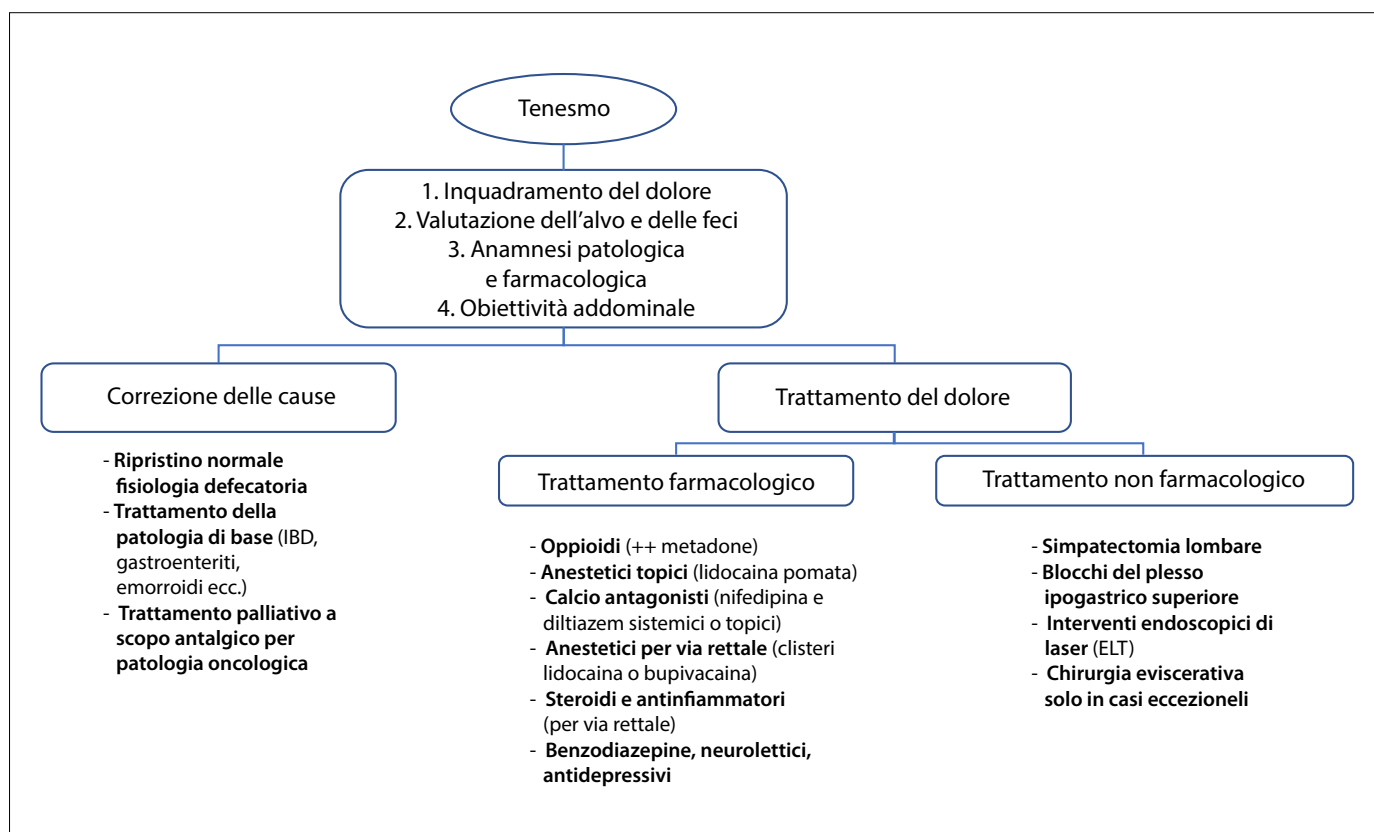 Tenesmo
1. Inquadramento del dolore
2. Valutazione dell'alvo e delle feci
3. Anamnesi patologica
e farmacologica
4. Obiettività addominale
Correzione delle cause
Trattamento del dolore
- Ripristino normale
fisiologia defecatoria
- Trattamento della
patologia di base (IBD,
gastroenteriti,
emorroidi ecc.)
- Trattamento palliativo a
scopo antalgico per
patologia oncologica
Trattamento farmacologico
Trattamento non farmacologico
- Oppioidi (++ metadone)
- Anestetici topici (lidocaina pomata)
- Calcio antagonisti (nifedipina e
diltiazem sistemici o topici)
- Anestetici per via rettale (clisteri
lidocaina o bupivacaina)
- Steroidi e antinfiammatori
(per via rettale)
- Benzodiazepine, neurolettici,
antidepressivi
- Simpatectomia lombare
- Blocchi del plesso
ipogastrico superiore
- Interventi endoscopici di
laser (ELT)
- Chirurgia eviscerativa
solo in casi eccezioneli